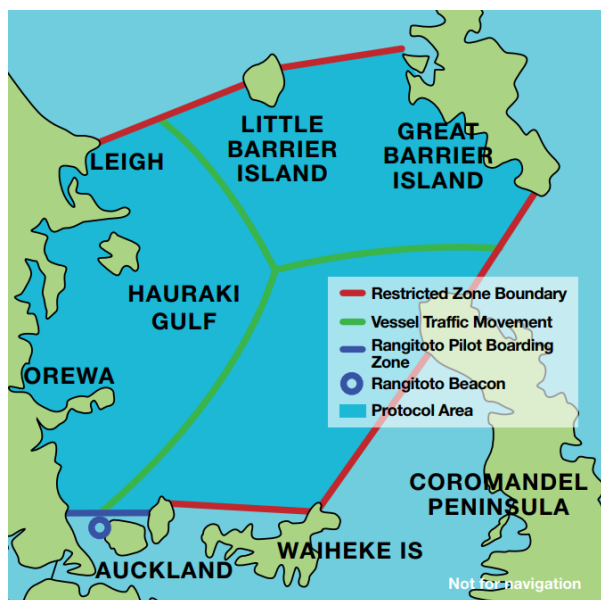 LEIGH
LITTLE
BARRIER
ISLAND
GREAT
BARRIER
ISLAND
HAURAKI
GULF
Restricted Zone Boundary
Vessel Traffic Movement
Rangitoto Pilot Boarding
Zone
Rangitoto Beacon
Protocol Area
OREWA
COROMANDEL
PENINSULA
WAIHEKE IS
AUCKLAND
Not for navigation